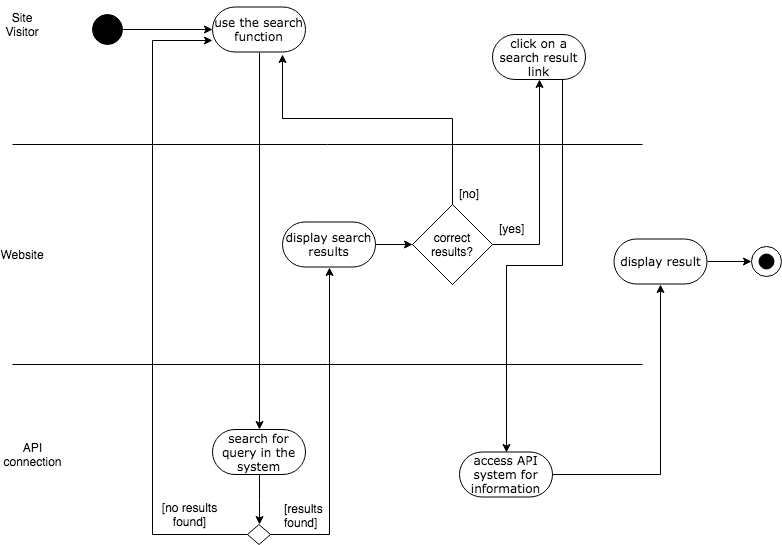 Site
Visitor
use the search
function
click on a
search result
link
[no]
[yes]
correct
results?
display search
results
Website
display result
API
connection
search for
query in the
system
access API
system for
information
[no results
found]
[results
found]